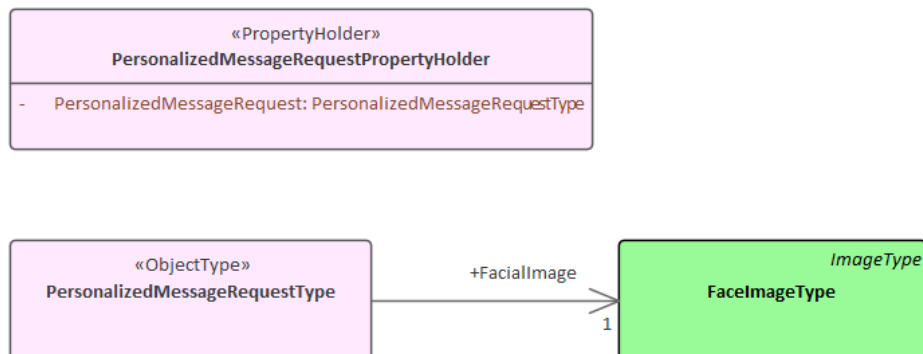 «PropertyHolder»
PersonalizedMessageRequestPropertyHolder
- PersonalizedMessageRequest: PersonalizedMessageRequestType
«ObjectType»
PersonalizedMessageRequestType
+FacialImage
1
ImageType
FaceImageType